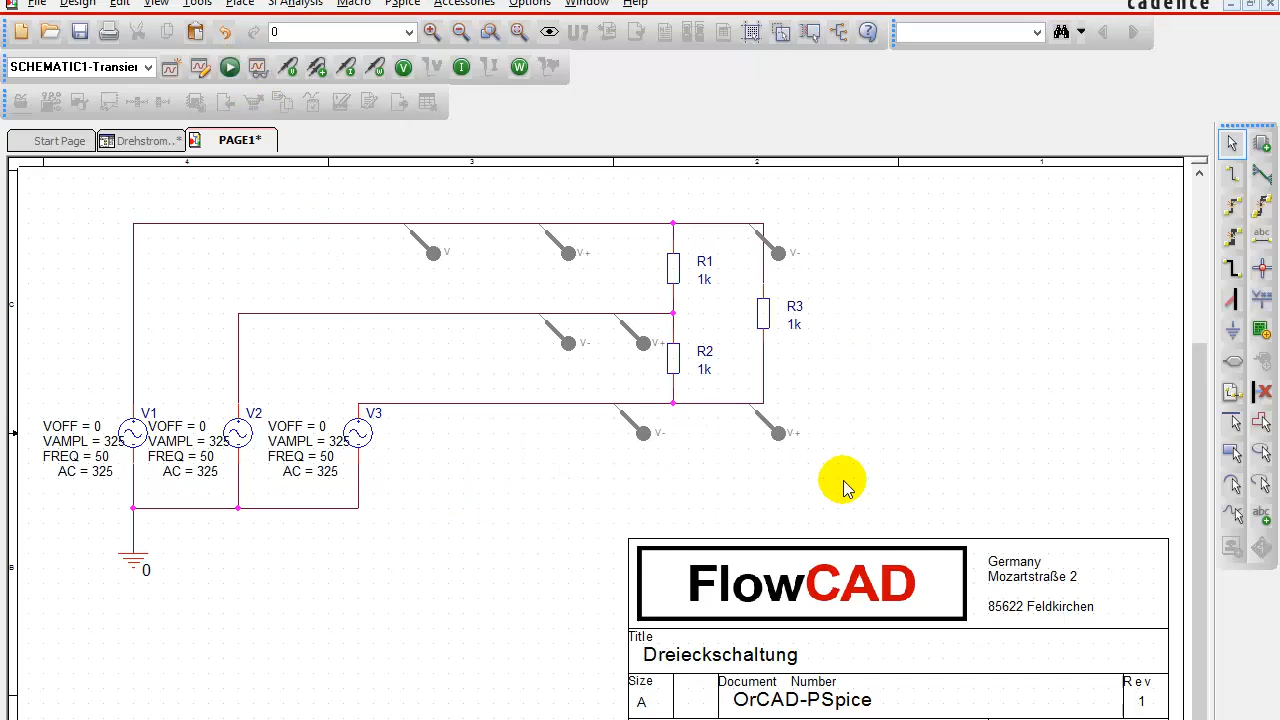 File Design Edit View Tools Place SI Analysis Macro PSpice Accessories Options Window Help
cadence
0
U?
SCHEMATIC1-Transier
V I W
Start Page
Drehstrom..*
PAGE1*
4 3 2 1
C
V
V+
V-
R1
1k
R3
1k
V-
V+
R2
1k
V-
V+
V1
VOFF = 0
VAMPL = 325
FREQ = 50
AC = 325
V2
VOFF = 0
VAMPL = 325
FREQ = 50
AC = 325
V3
VOFF = 0
VAMPL = 325
FREQ = 50
AC = 325
0
B
abc
abc
FlowCAD
Germany
Mozartstraße 2
85622 Feldkirchen
Title
Dreieckschaltung
Size
A
Document Number
OrCAD-PSpice
Rev
1